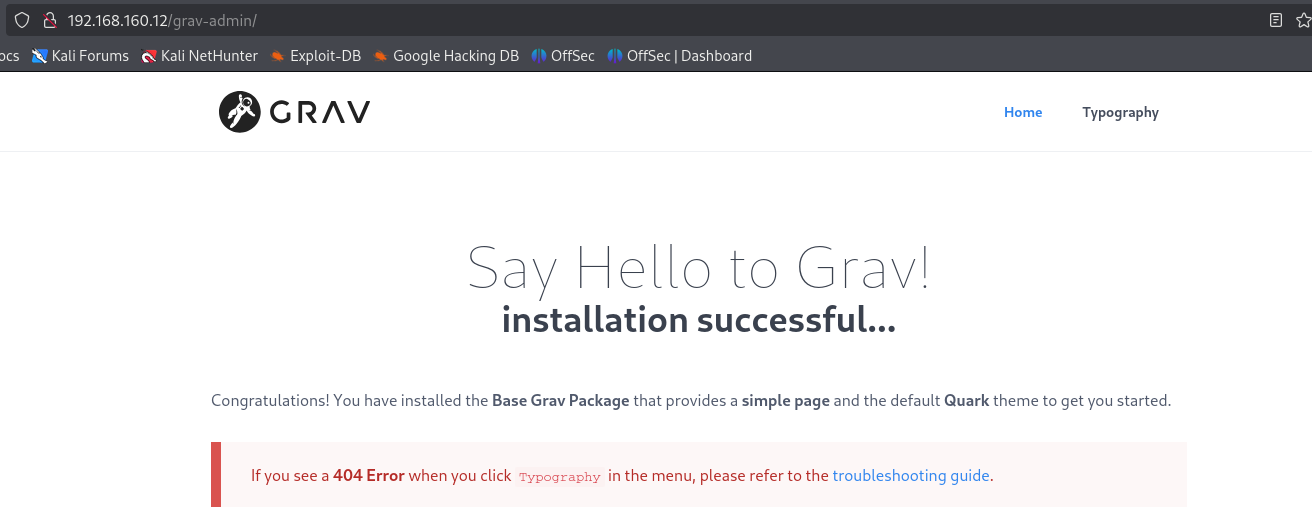 192.168.160.12/grav-admin/
ocs Kali Forums Kali NetHunter Exploit-DB Google Hacking DB OffSec OffSec | Dashboard
GRAV Home Typography
Say Hello to Grav!
installation successful...
Congratulations! You have installed the Base Grav Package that provides a simple page and the default Quark theme to get you started.
If you see a 404 Error when you click Typography in the menu, please refer to the troubleshooting guide.